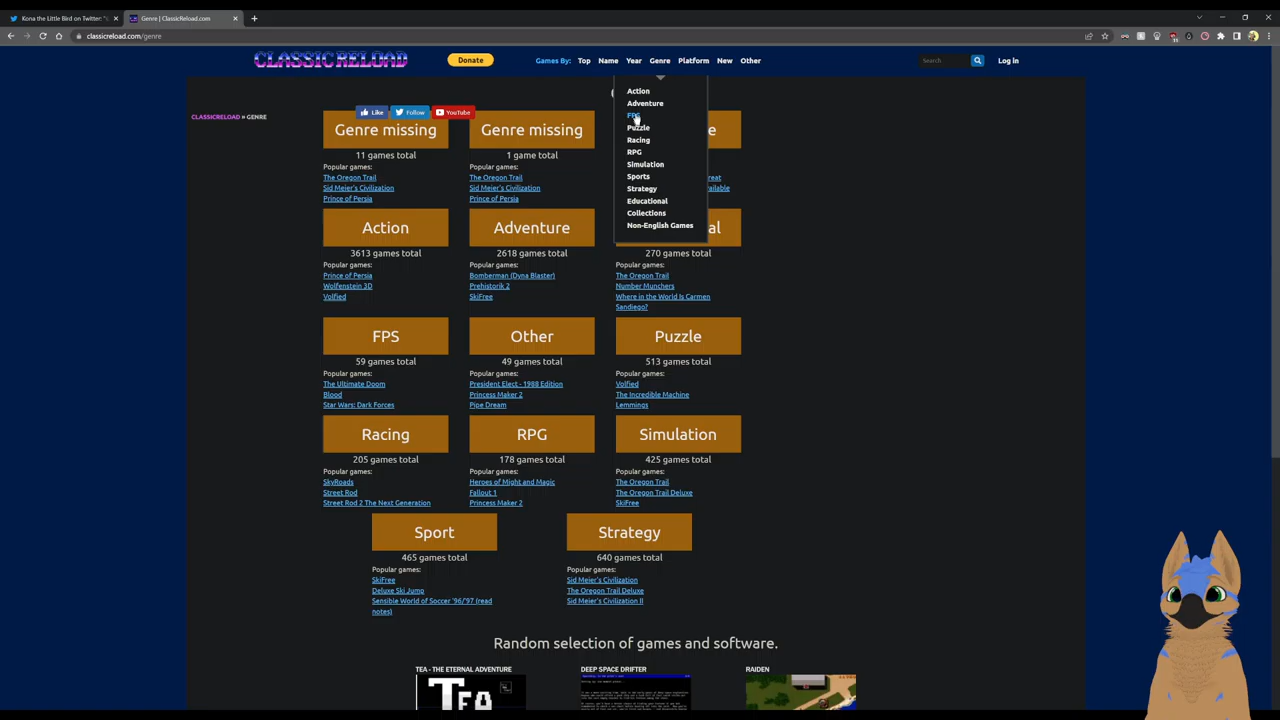 Kona the Little Bird on Twitter: "
Genre | ClassicReload.com
classicreload.com/genre
CLASSIC RELOAD
Donate
Games By: Top Name Year Genre Platform New Other
Search
Log in
Action
Adventure
FPS
Puzzle
Racing
RPG
Simulation
Sports
Strategy
Educational
Collections
Non-English Games
CLASSICRELOAD » GENRE
Like
Follow
YouTube
Genre missing
11 games total
Popular games:
The Oregon Trail
Sid Meier's Civilization
Prince of Persia
Genre missing
1 game total
Popular games:
The Oregon Trail
Sid Meier's Civilization
Prince of Persia
Action
3613 games total
Popular games:
Prince of Persia
Wolfenstein 3D
Volfied
Adventure
2618 games total
Popular games:
Bomberman (Dyna Blaster)
Prehistorik 2
SkiFree
270 games total
Popular games:
The Oregon Trail
Number Munchers
Where in the World Is Carmen
Sandiego?
FPS
59 games total
Popular games:
The Ultimate Doom
Blood
Star Wars: Dark Forces
Other
49 games total
Popular games:
President Elect - 1988 Edition
Princess Maker 2
Pipe Dream
Puzzle
513 games total
Popular games:
Volfied
The Incredible Machine
Lemmings
Racing
205 games total
Popular games:
SkyRoads
Street Rod
Street Rod 2 The Next Generation
RPG
178 games total
Popular games:
Heroes of Might and Magic
Fallout 1
Princess Maker 2
Simulation
425 games total
Popular games:
The Oregon Trail
The Oregon Trail Deluxe
SkiFree
Sport
465 games total
Popular games:
SkiFree
Deluxe Ski Jump
Sensible World of Soccer '96/'97 (read
notes)
Strategy
640 games total
Popular games:
Sid Meier's Civilization
The Oregon Trail Deluxe
Sid Meier's Civilization II
Random selection of games and software.
TEA - THE ETERNAL ADVENTURE
DEEP SPACE DRIFTER
RAIDEN
TEA